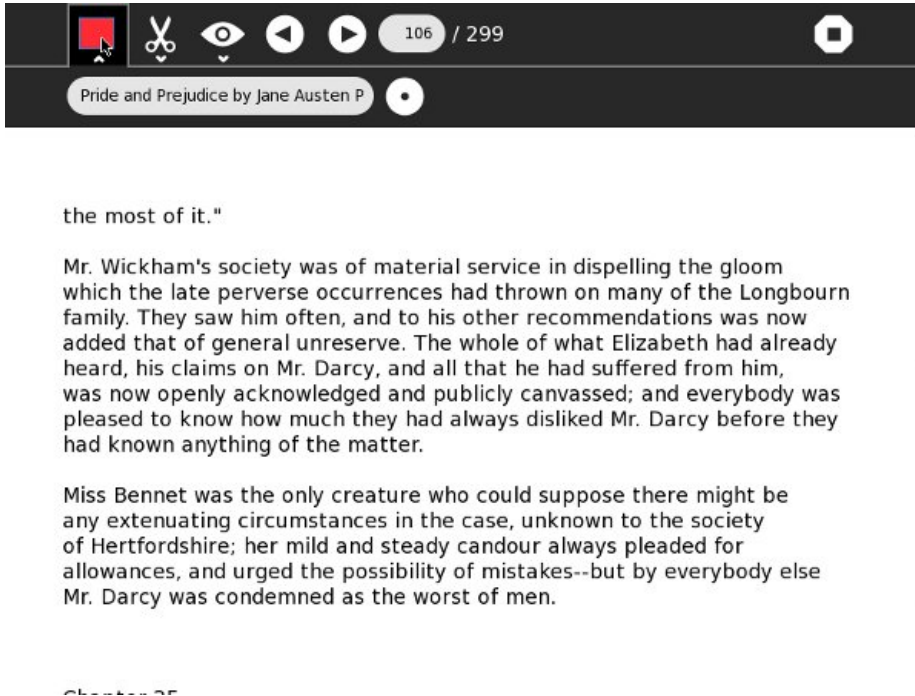 106 / 299
Pride and Prejudice by Jane Austen P
the most of it."
Mr. Wickham's society was of material service in dispelling the gloom
which the late perverse occurrences had thrown on many of the Longbourn
family. They saw him often, and to his other recommendations was now
added that of general unreserve. The whole of what Elizabeth had already
heard, his claims on Mr. Darcy, and all that he had suffered from him,
was now openly acknowledged and publicly canvassed; and everybody was
pleased to know how much they had always disliked Mr. Darcy before they
had known anything of the matter.
Miss Bennet was the only creature who could suppose there might be
any extenuating circumstances in the case, unknown to the society
of Hertfordshire; her mild and steady candour always pleaded for
allowances, and urged the possibility of mistakes--but by everybody else
Mr. Darcy was condemned as the worst of men.
Chapter 25